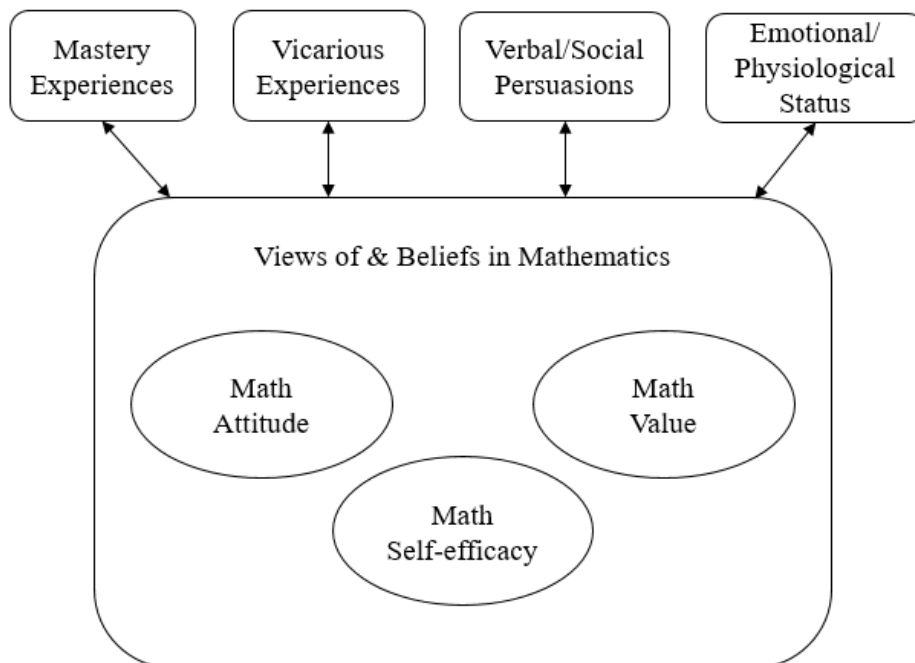 Mastery
Experiences
Vicarious
Experiences
Verbal/Social
Persuasions
Emotional/
Physiological
Status
Views of & Beliefs in Mathematics
Math
Attitude
Math
Value
Math
Self-efficacy